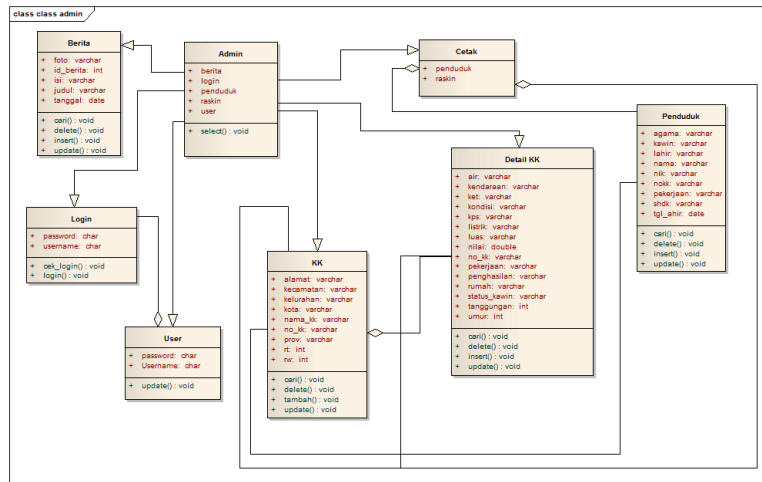 class class admin
Berita
+ foto: varchar
+ id_berita: int
+ isi: varchar
+ judul: varchar
+ tanggal: date
+ cari() : void
+ delete() : void
+ insert() : void
+ update() : void
Admin
+ berita
+ login
+ penduduk
+ raskin
+ user
+ select() : void
Cetak
+ penduduk
+ raskin
Penduduk
+ agama: varchar
+ kawin: varchar
+ lahir: varchar
+ nama: varchar
+ nik: varchar
+ nokk: varchar
+ pekerjaan: varchar
+ shdk: varchar
+ tgl_ahir: date
+ cari() : void
+ delete() : void
+ insert() : void
+ update() : void
Detail KK
+ air: varchar
+ kendaraan: varchar
+ ket: varchar
+ kondisi: varchar
+ kps: varchar
+ listrik: varchar
+ luas: varchar
+ nilai: double
+ no_kk: varchar
+ pekerjaan: varchar
+ penghasilan: varchar
+ rumah: varchar
+ status_kawin: varchar
+ tanggungan: int
+ umur: int
+ cari() : void
+ delete() : void
+ insert() : void
+ update() : void
Login
+ password: char
+ username: char
+ cek_login() : void
+ login() : void
KK
+ alamat: varchar
+ kecamatan: varchar
+ kelurahan: varchar
+ kota: varchar
+ nama_kk: varchar
+ no_kk: varchar
+ prov: varchar
+ rt: int
+ rw: int
+ cari() : void
+ delete() : void
+ tambah() : void
+ update() : void
User
+ password: char
+ Username: char
+ update() : void